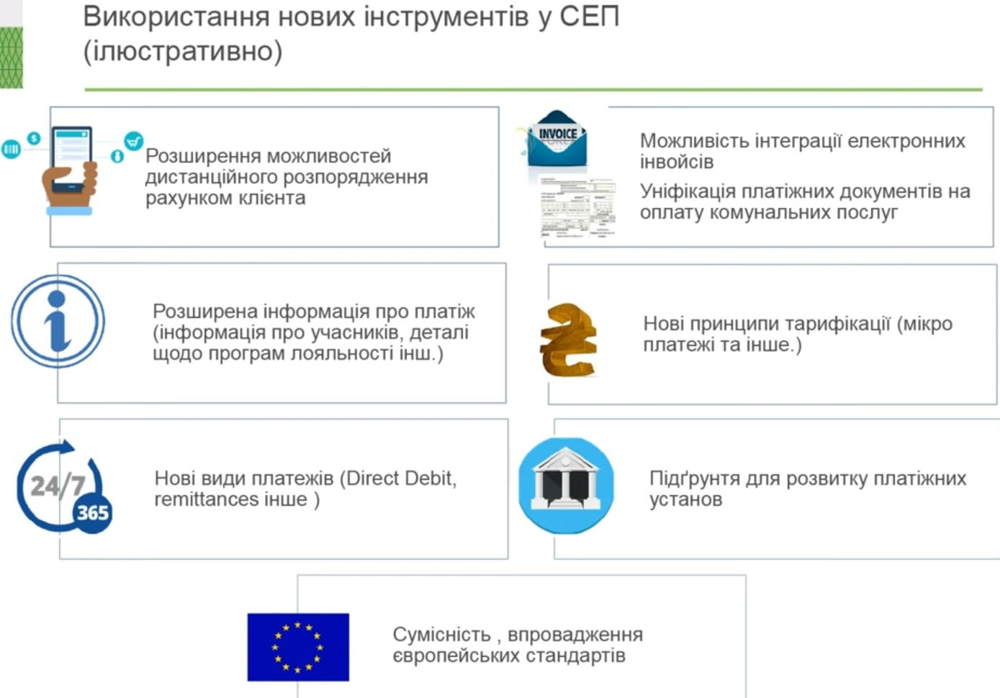 Використання нових інструментів у СЕП
(ілюстративно)
Розширення можливостей
дистанційного розпорядження
рахунком клієнта
INVOICE
Можливість інтеграції електронних
інвойсів
Уніфікація платіжних документів на
оплату комунальних послуг
Розширена інформація про платіж
(інформація про учасників, деталі
щодо програм лояльності інш.)
Нові принципи тарифікації (мікро
платежі та інше.)
24/7
365
Нові види платежів (Direct Debit,
remittances інше )
Підґрунтя для розвитку платіжних
установ
Сумісність , впровадження
європейських стандартів